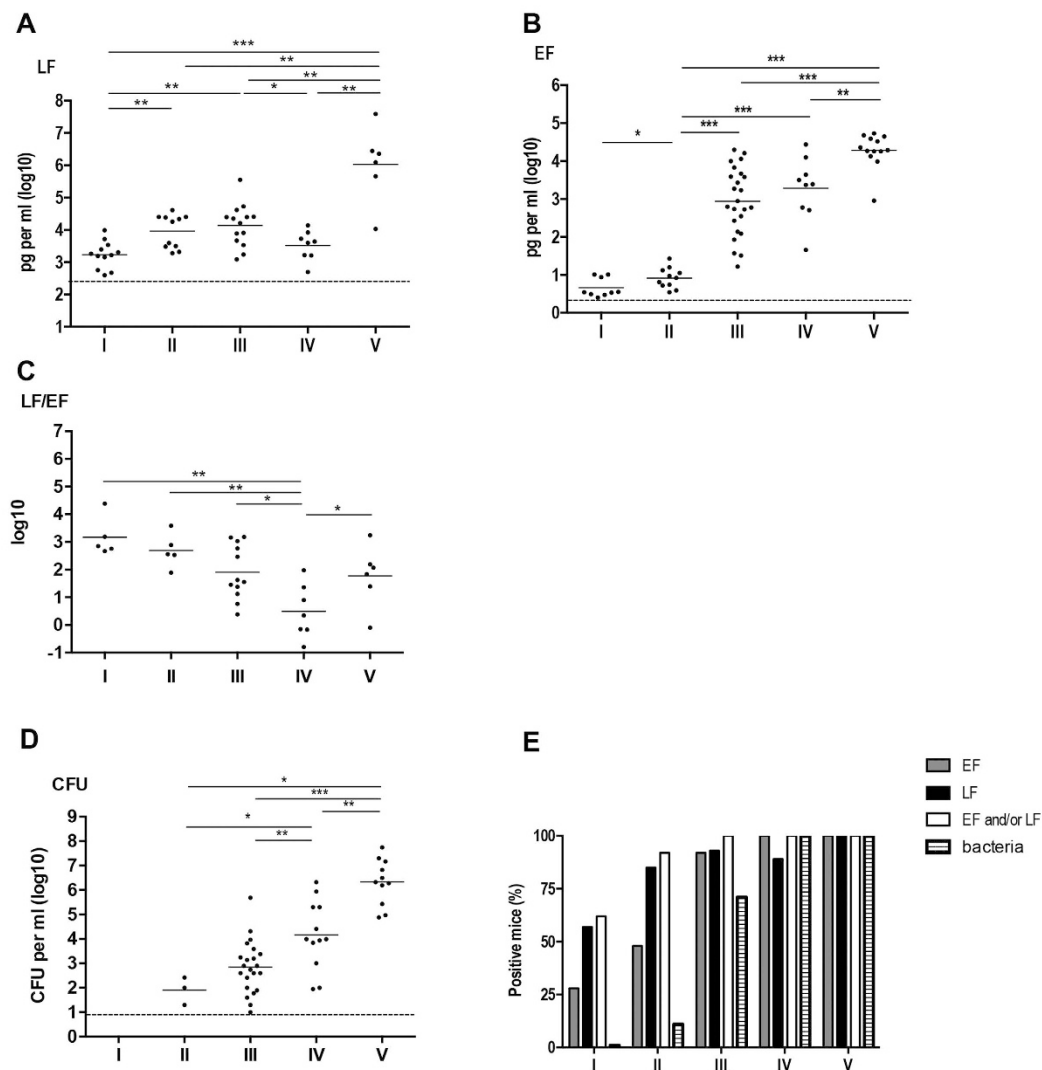 A
LF
***
**
**
** *
** **
pg per ml (log10)
8
7
6
5
4
3
2
1
I II III IV V
B
EF
***
***
**
***
* ***
pg per ml (log10)
6
5
4
3
2
1
0
I II III IV V
C
LF/EF
**
**
*
*
log10
7
6
5
4
3
2
1
0
-1
I II III IV V
D
CFU
*
***
**
*
**
CFU per ml (log10)
9
8
7
6
5
4
3
2
1
0
I II III IV V
E
EF
LF
EF and/or LF
bacteria
Positive mice (%)
100
75
50
25
0
I II III IV V